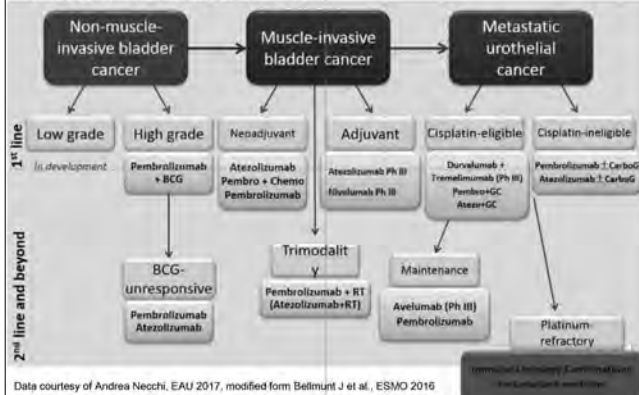 Non-muscle-
invasive bladder
cancer
Muscle-invasive
bladder cancer
Metastatic
urothelial
cancer
1st line
Low grade
High grade
Neoadjuvant
Adjuvant
Cisplatin-eligible
Cisplatin-ineligible
In development
Pembrolizumab
+ BCG
Atezolizumab
Pembro + Chemo
Pembrolizumab
Atezolizumab Ph III
Nivolumab Ph III
Durvalumab +
Tremelimumab (Ph III)
Pembro+GC
Atezo+GC
Pembrolizumab ± CarboG
Atezolizumab ± CarboG
2nd line and beyond
BCG-
unresponsive
Pembrolizumab
Atezolizumab
Trimodalit
y
Pembrolizumab + RT
(Atezolizumab+RT)
Maintenance
Avelumab (Ph III)
Pembrolizumab
Platinum-
refractory
Data courtesy of Andrea Necchi, EAU 2017, modified form Bellmunt J et al., ESMO 2016